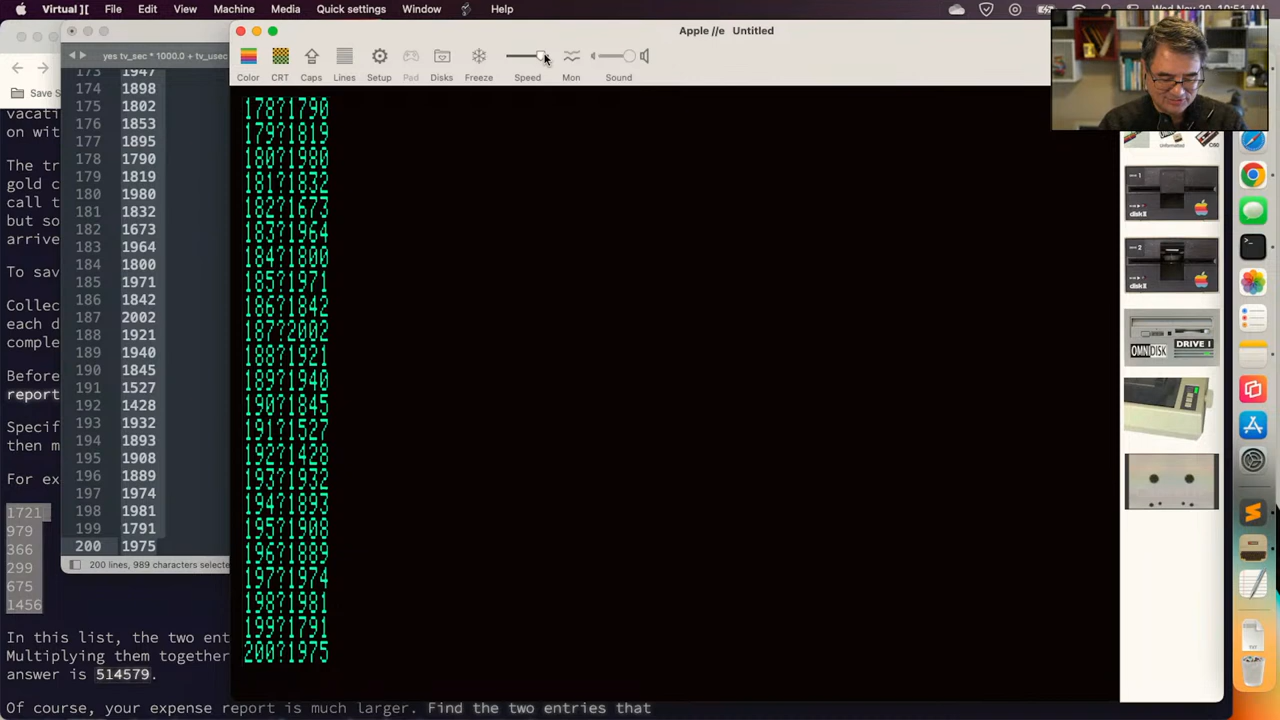 Virtual ][ File Edit View Machine Media Quick settings Window Help
Apple //e Untitled
yes tv_sec * 1000.0 + tv_usec
Color CRT Caps Lines Setup Pad Disks Freeze Speed Mon Sound
Save S
on wit
The tr
gold c
call t
but so
arrive
To sav
Collec
each d
comple
Before
report
Specif
then m
For ex
1721
979
366
299
675
1456
In this list, the two ent
Multiplying them together
answer is 514579.
Of course, your expense report is much larger. Find the two entries that
173 1947
174 1898
175 1802
176 1853
177 1895
178 1790
179 1819
180 1980
181 1832
182 1673
183 1964
184 1800
185 1971
186 1842
187 2002
188 1921
189 1940
190 1845
191 1527
192 1428
193 1932
194 1893
195 1908
196 1889
197 1974
198 1981
199 1791
200 1975
200 lines, 989 characters selecte
178?1790
179?1819
180?1980
181?1832
182?1673
183?1964
184?1800
185?1971
186?1842
187?2002
188?1921
189?1940
190?1845
191?1527
192?1428
193?1932
194?1893
195?1908
196?1889
197?1974
198?1981
199?1791
200?1975
disk II
disk II
OMNIDISK DRIVE 1